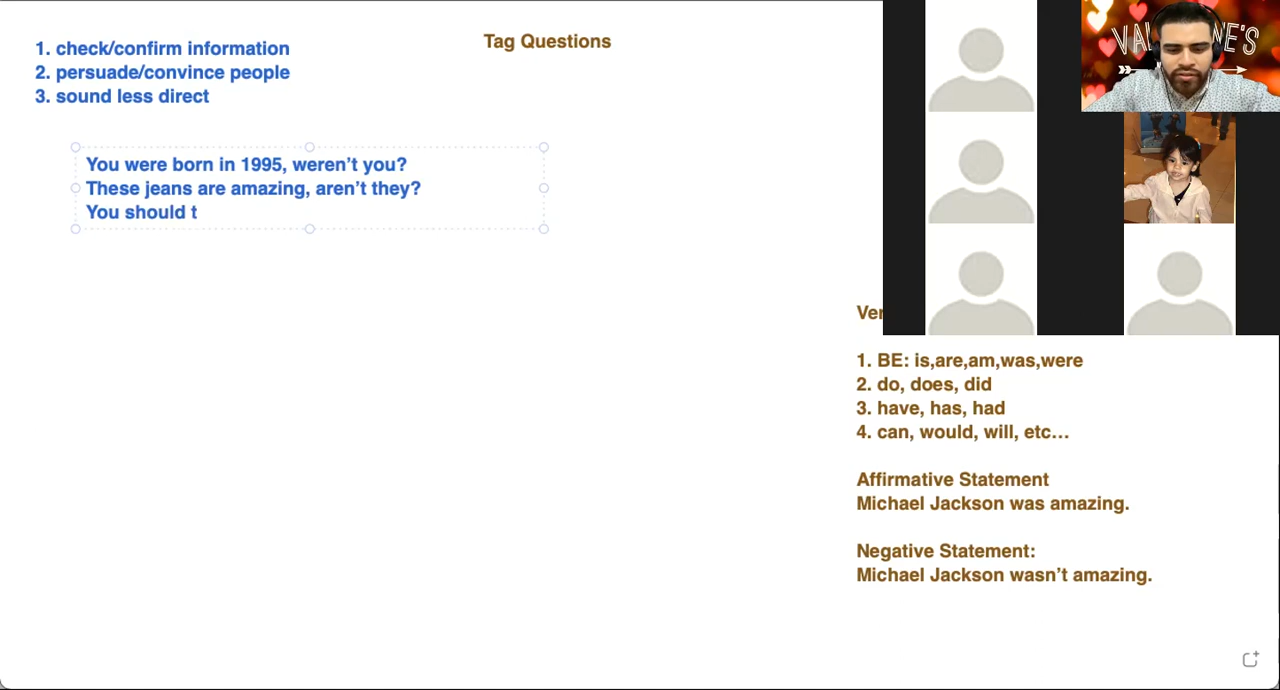 1. check/confirm information
2. persuade/convince people
3. sound less direct
Tag Questions
You were born in 1995, weren’t you?
These jeans are amazing, aren’t they?
You should t
1. BE: is,are,am,was,were
2. do, does, did
3. have, has, had
4. can, would, will, etc…
Affirmative Statement
Michael Jackson was amazing.
Negative Statement:
Michael Jackson wasn’t amazing.